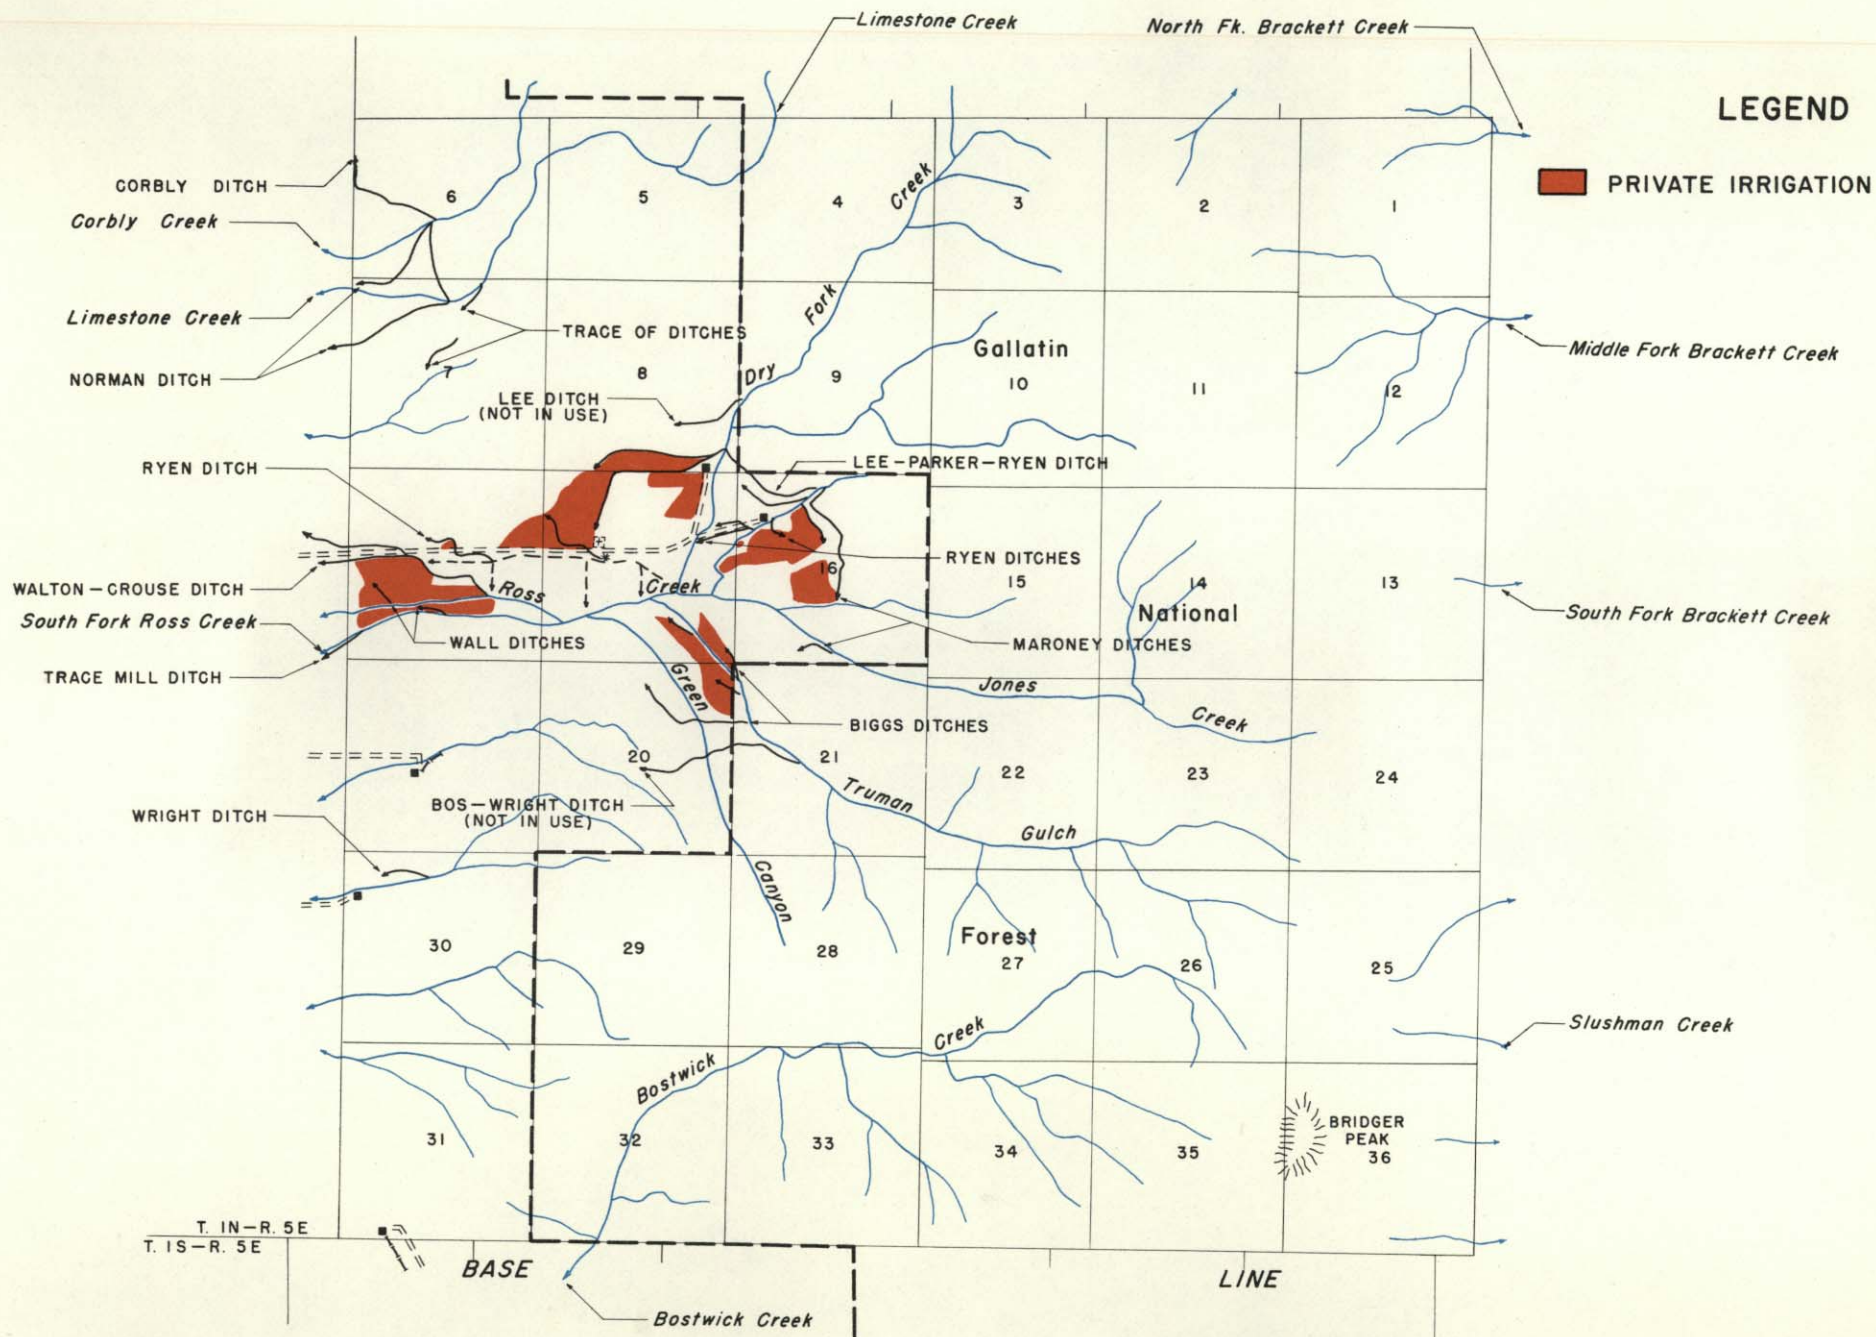 Limestone Creek
North Fk. Brackett Creek
LEGEND
PRIVATE IRRIGATION
CORBLY DITCH
Corbly Creek
Limestone Creek
NORMAN DITCH
TRACE OF DITCHES
6
5
4
3
2
1
Dry Fork Creek
Gallatin
7
8
9
10
11
12
Middle Fork Brackett Creek
LEE DITCH
(NOT IN USE)
RYEN DITCH
LEE-PARKER-RYEN DITCH
WALTON-CROUSE DITCH
South Fork Ross Creek
TRACE MILL DITCH
WALL DITCHES
Ross Creek
RYEN DITCHES
16
15
14
13
National
South Fork Brackett Creek
MARONEY DITCHES
Jones Creek
Green Canyon
BIGGS DITCHES
20
21
22
23
24
Truman Gulch
BOS-WRIGHT DITCH
(NOT IN USE)
WRIGHT DITCH
30
29
28
Forest
27
26
25
Slushman Creek
Bostwick Creek
31
32
33
34
35
BRIDGER
PEAK
36
T. 1N-R. 5E
T. 1S-R. 5E
BASE LINE
Bostwick Creek